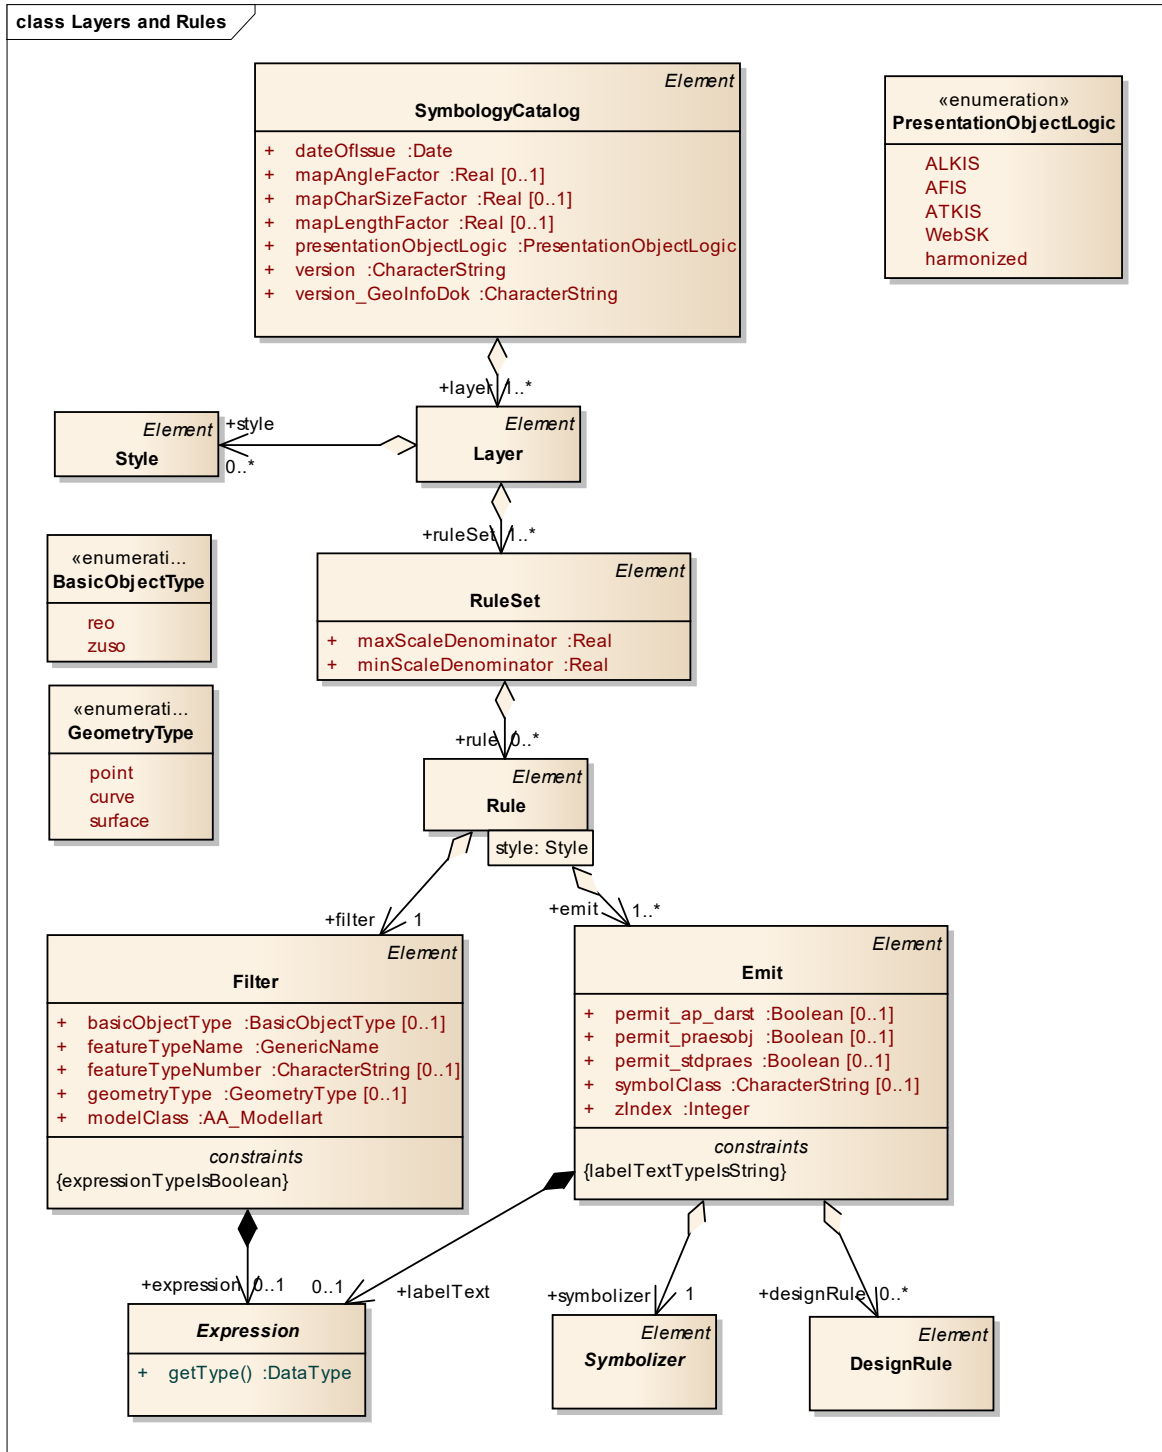 class Layers and Rules
Element
SymbologyCatalog
+ dateOfIssue :Date
+ mapAngleFactor :Real [0..1]
+ mapCharSizeFactor :Real [0..1]
+ mapLengthFactor :Real [0..1]
+ presentationObjectLogic :PresentationObjectLogic
+ version :CharacterString
+ version_GeoInfoDok :CharacterString
«enumeration»
PresentationObjectLogic
ALKIS
AFIS
ATKIS
WebSK
harmonized
+layer 1..*
Element
Style
+style
0..*
Element
Layer
+ruleSet 1..*
«enumerati...
BasicObjectType
reo
zuso
Element
RuleSet
+ maxScaleDenominator :Real
+ minScaleDenominator :Real
«enumerati...
GeometryType
point
curve
surface
+rule 0..*
Element
Rule
style: Style
+filter 1
+emit 1..*
Element
Filter
+ basicObjectType :BasicObjectType [0..1]
+ featureTypeName :GenericName
+ featureTypeNumber :CharacterString [0..1]
+ geometryType :GeometryType [0..1]
+ modelClass :AA_Modellart
constraints
{expressionTypeIsBoolean}
Element
Emit
+ permit_ap_darst :Boolean [0..1]
+ permit_praesobj :Boolean [0..1]
+ permit_stdpraes :Boolean [0..1]
+ symbolClass :CharacterString [0..1]
+ zIndex :Integer
constraints
{labelTextTypeIsString}
+expression 0..1
0..1 +labelText
+symbolizer 1
+designRule 0..*
Expression
+ getType() :DataType
Element
Symbolizer
Element
DesignRule